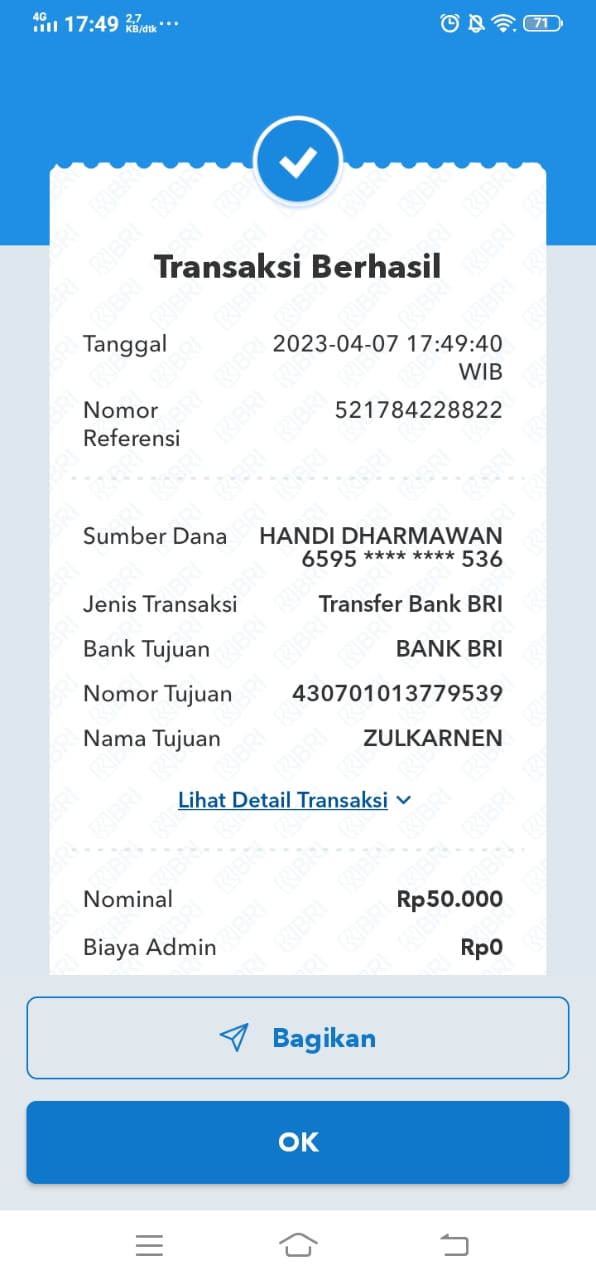 4G 17:49 2,7 KB/dtk ...
71
Transaksi Berhasil
Tanggal 2023-04-07 17:49:40
WIB
Nomor 521784228822
Referensi
Sumber Dana HANDI DHARMAWAN
6595 **** **** 536
Jenis Transaksi Transfer Bank BRI
Bank Tujuan BANK BRI
Nomor Tujuan 430701013779539
Nama Tujuan ZULKARNEN
Lihat Detail Transaksi
Nominal Rp50.000
Biaya Admin Rp0
Bagikan
OK